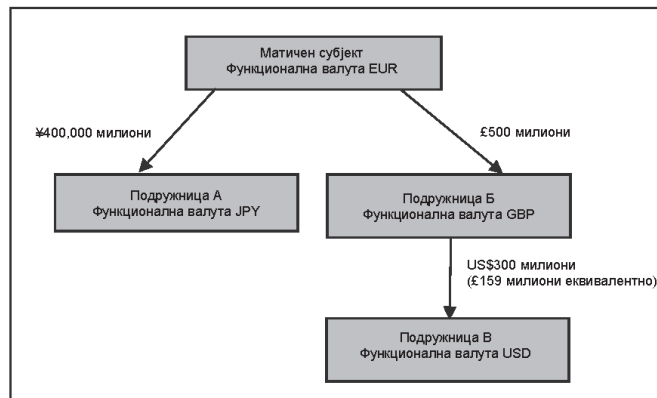 Матичен субјект
Функционална валута EUR
¥400,000 милиони
£500 милиони
Подружница А
Функционална валута JPY
Подружница Б
Функционална валута GBP
US$300 милиони
(£159 милиони еквивалентно)
Подружница В
Функционална валута USD